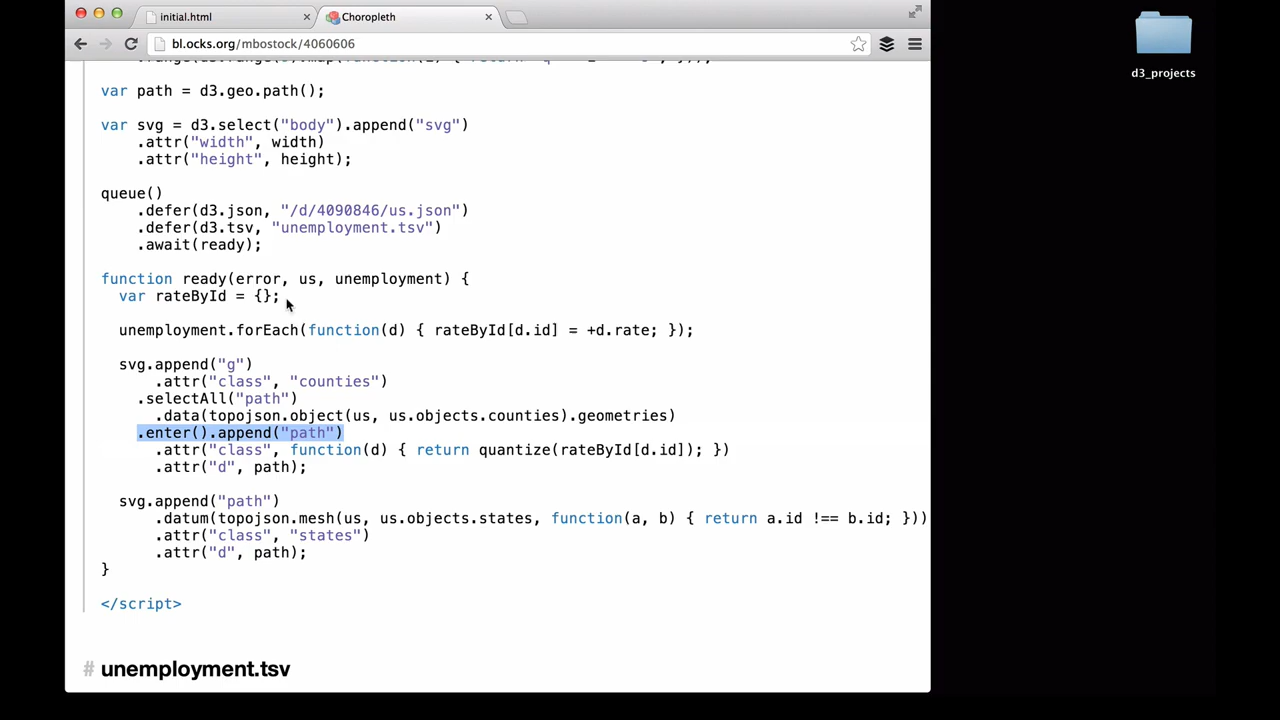 initial.html
Choropleth
bl.ocks.org/mbostock/4060606
d3_projects
var path = d3.geo.path();
var svg = d3.select("body").append("svg")
.attr("width", width)
.attr("height", height);
queue()
.defer(d3.json, "/d/4090846/us.json")
.defer(d3.tsv, "unemployment.tsv")
.await(ready);
function ready(error, us, unemployment) {
var rateById = {};
unemployment.forEach(function(d) { rateById[d.id] = +d.rate; });
svg.append("g")
.attr("class", "counties")
.selectAll("path")
.data(topojson.object(us, us.objects.counties).geometries)
.enter().append("path")
.attr("class", function(d) { return quantize(rateById[d.id]); })
.attr("d", path);
svg.append("path")
.datum(topojson.mesh(us, us.objects.states, function(a, b) { return a.id !== b.id; }))
.attr("class", "states")
.attr("d", path);
}
</script>
# unemployment.tsv